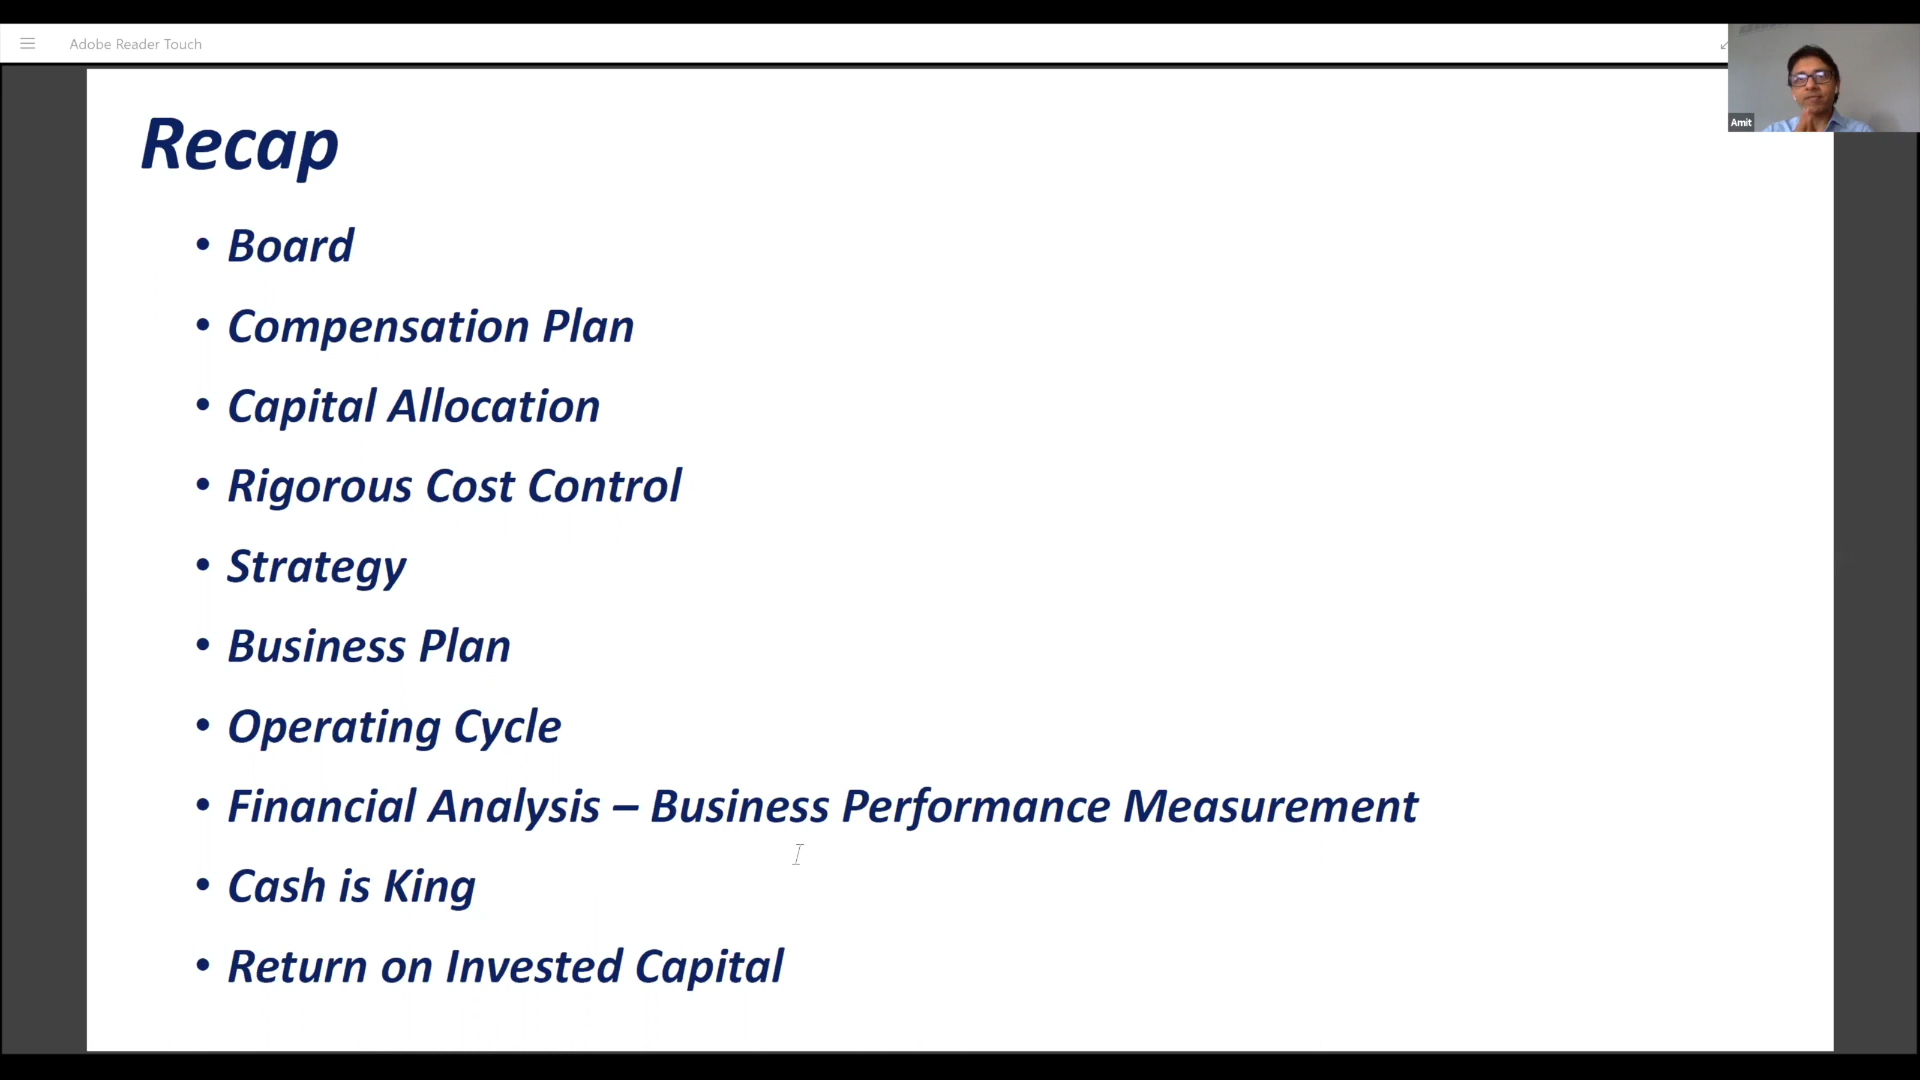 Adobe Reader Touch
Amit
Recap
• Board
• Compensation Plan
• Capital Allocation
• Rigorous Cost Control
• Strategy
• Business Plan
• Operating Cycle
• Financial Analysis – Business Performance Measurement
• Cash is King
• Return on Invested Capital